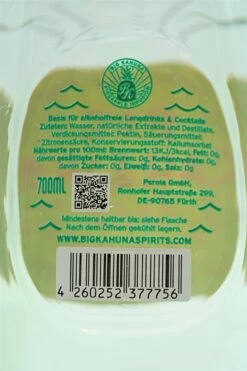 BIG KAHUNA
PK
Basis für alkoholfreie Longdrinks & Cocktails
Zutaten: Wasser, natürliche Extrakte und Destillate,
Verdickungsmittel: Pektin, Säuerungsmittel:
Zitronensäure, Konservierungsstoff: Kaliumsorbat
Nährwerte pro 100ml: Brennwert: 13KJ/3kcal, Fett: 0g,
davon gesättigte Fettsäuren: 0g, Kohlenhydrate: 0g,
davon Zucker: 0g, Eiweiß: 0g, Salz: 0g
700ML
Perola GmbH,
Ronhofer Hauptstraße 299,
DE-90765 Fürth
Mindestens haltbar bis: siehe Flasche
Nach dem Öffnen gekühlt lagern.
WWW.BIGKAHUNASPIRITS.COM
4 260252 377756